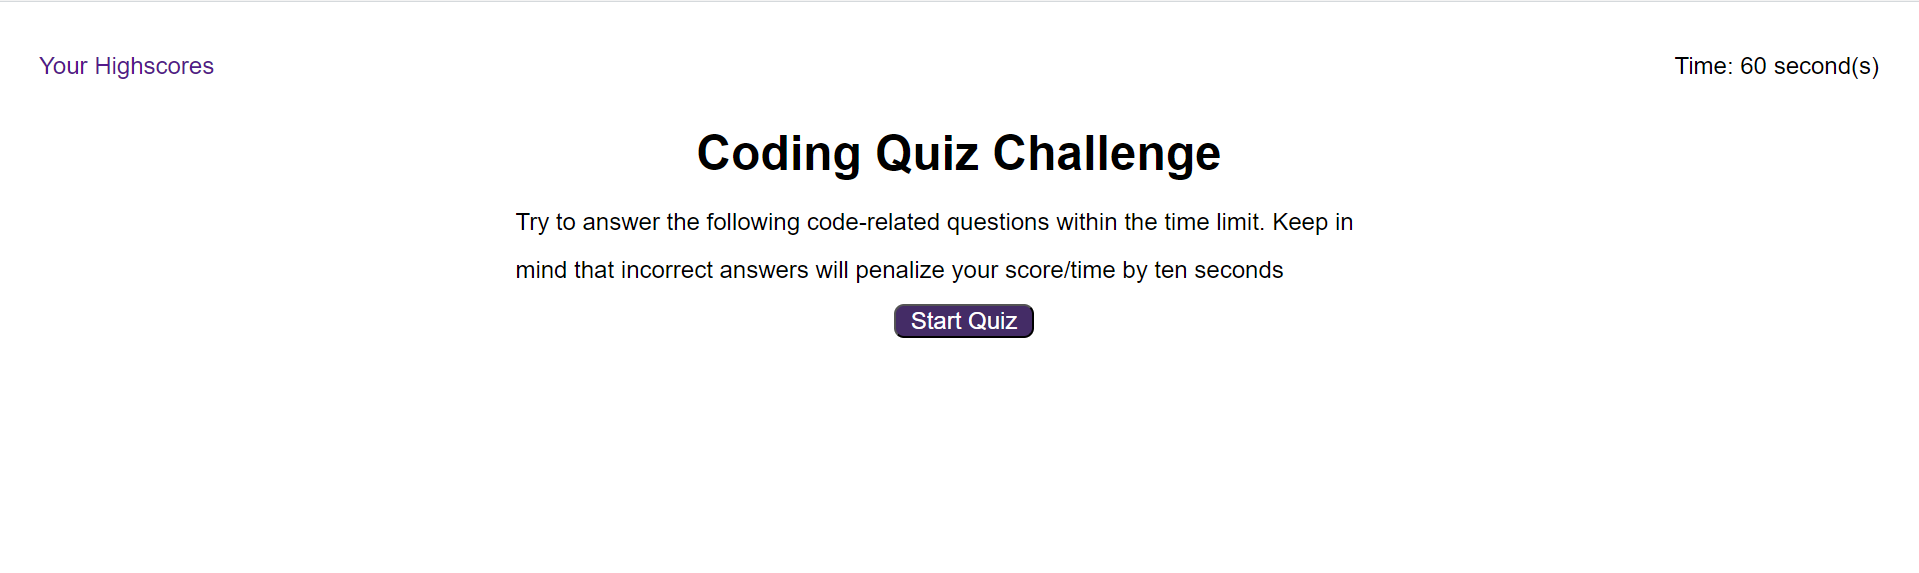 Your Highscores
Time: 60 second(s)
Coding Quiz Challenge
Try to answer the following code-related questions within the time limit. Keep in
mind that incorrect answers will penalize your score/time by ten seconds
Start Quiz